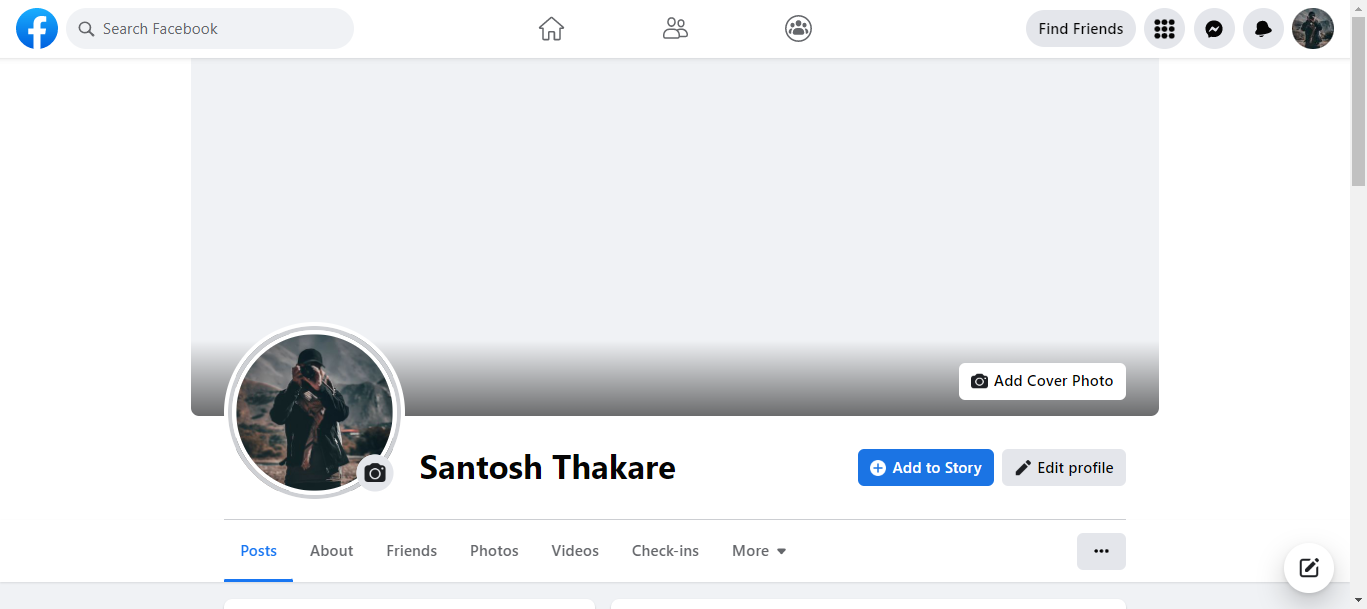 Search Facebook
Find Friends
Add Cover Photo
Santosh Thakare
Add to Story
Edit profile
Posts About Friends Photos Videos Check-ins More